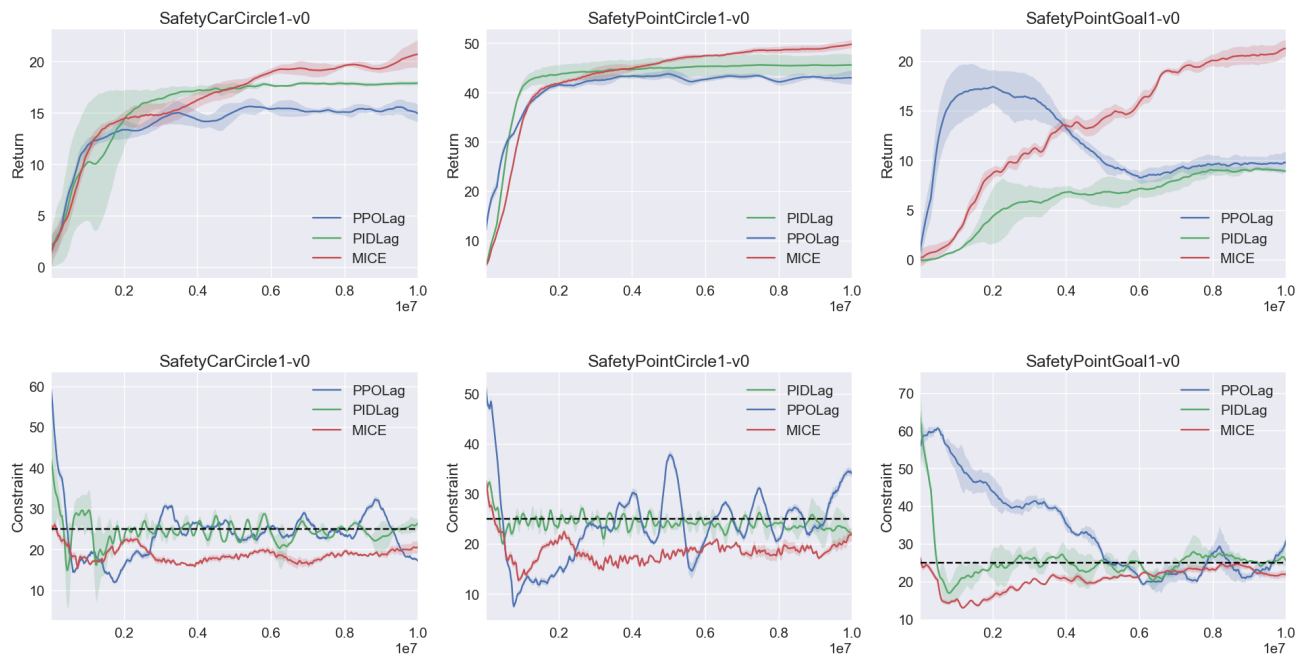 SafetyCarCircle1-v0
Return
20
15
10
5
0
PPOLag
PIDLag
MICE
0.2 0.4 0.6 0.8 1.0
1e7
SafetyPointCircle1-v0
Return
50
40
30
20
10
PIDLag
PPOLag
MICE
0.2 0.4 0.6 0.8 1.0
1e7
SafetyPointGoal1-v0
Return
20
15
10
5
0
PPOLag
PIDLag
MICE
0.2 0.4 0.6 0.8 1.0
1e7
SafetyCarCircle1-v0
Constraint
60
50
40
30
20
10
PPOLag
PIDLag
MICE
0.2 0.4 0.6 0.8 1.0
1e7
SafetyPointCircle1-v0
Constraint
50
40
30
20
10
PIDLag
PPOLag
MICE
0.2 0.4 0.6 0.8 1.0
1e7
SafetyPointGoal1-v0
Constraint
70
60
50
40
30
20
10
PPOLag
PIDLag
MICE
0.2 0.4 0.6 0.8 1.0
1e7